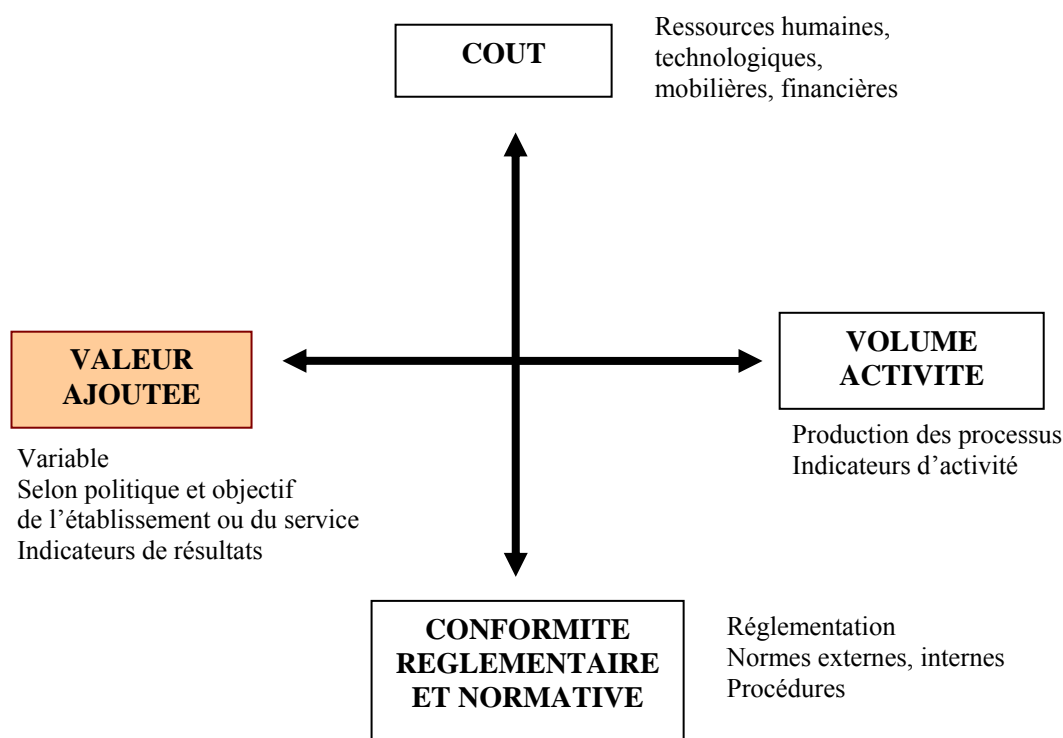 COUT
Ressources humaines,
technologiques,
mobilières, financières
VALEUR
AJOUTEE
Variable
Selon politique et objectif
de l’établissement ou du service
Indicateurs de résultats
VOLUME
ACTIVITE
Production des processus
Indicateurs d’activité
CONFORMITE
REGLEMENTAIRE
ET NORMATIVE
Réglementation
Normes externes, internes
Procédures